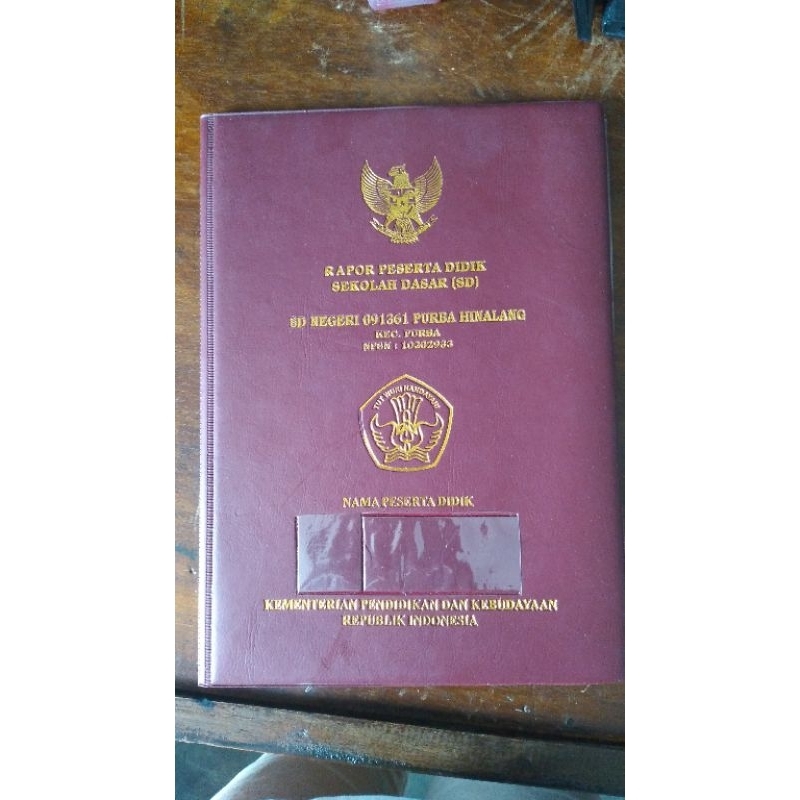 RAPOR PESERTA DIDIK
SEKOLAH DASAR (SD)
SD NEGERI 091361 PURBA HINALANG
KEC. PURBA
NPSN : 10202933
TUT WURI HANDAYANI
NAMA PESERTA DIDIK
KEMENTERIAN PENDIDIKAN DAN KEBUDAYAAN
REPUBLIK INDONESIA